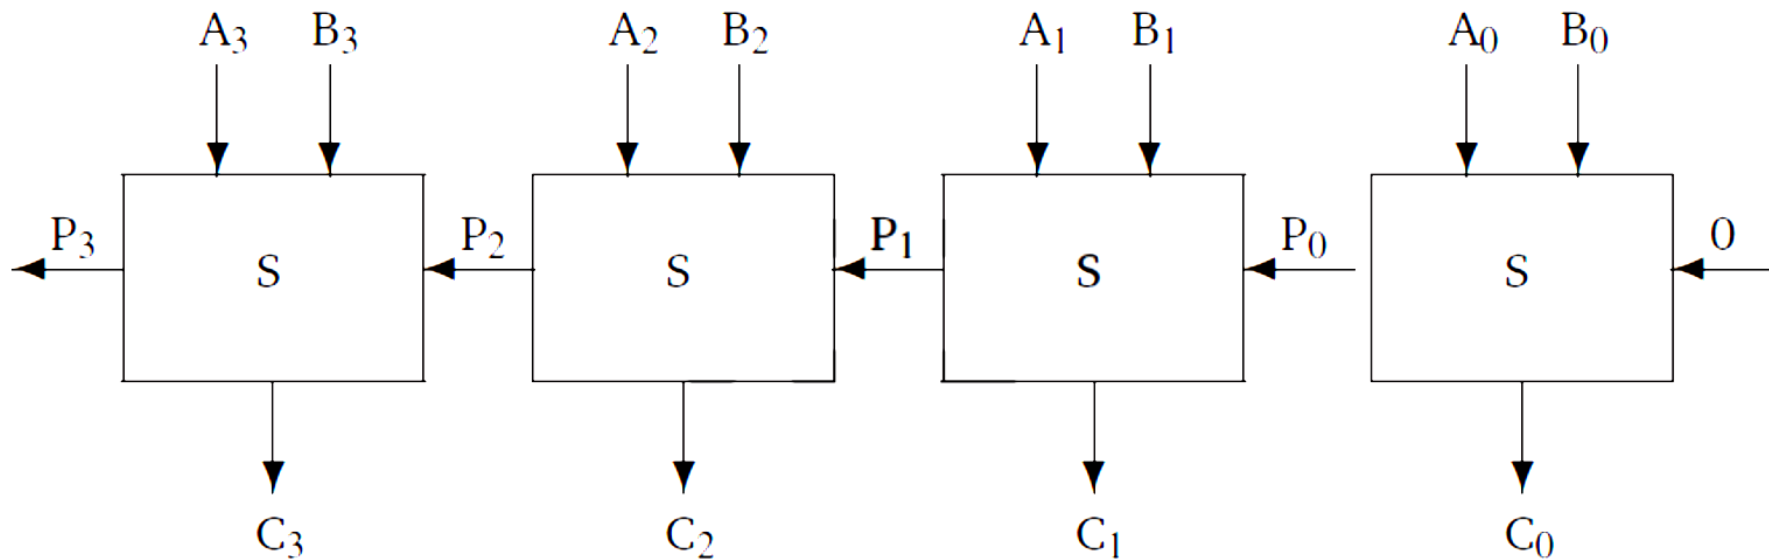 A₃ B₃ A₂ B₂ A₁ B₁ A₀ B₀
P₃ P₂ P₁ P₀ 0
S S S S
C₃ C₂ C₁ C₀